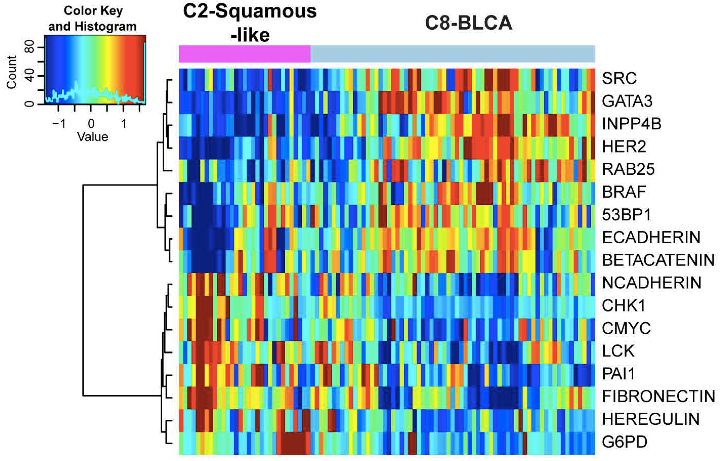 Color Key
and Histogram
Count
0 40 80
−1 0 1
Value
C2-Squamous
-like
C8-BLCA
SRC
GATA3
INPP4B
HER2
RAB25
BRAF
53BP1
ECADHERIN
BETACATENIN
NCADHERIN
CHK1
CMYC
LCK
PAI1
FIBRONECTIN
HEREGULIN
G6PD